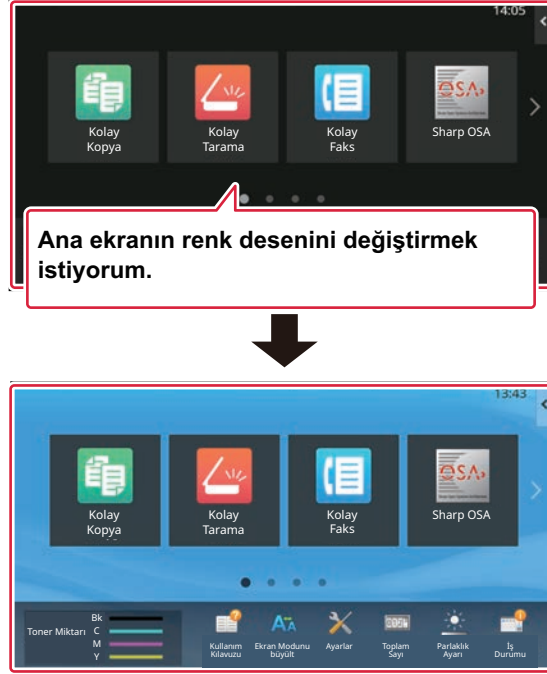 14:05
Kolay
Kopya
Kolay
Tarama
Kolay
Faks
OSA
Sharp OSA
Ana ekranın renk desenini değiştirmek
istiyorum.
13:43
Kolay
Kopya
Kolay
Tarama
Kolay
Faks
OSA
Sharp OSA
Toner Miktarı
Bk
C
M
Y
Kullanım
Kılavuzu
Ekran Modunu
büyült
Ayarlar
Toplam
Sayı
Parlaklık
Ayarı
İş
Durumu